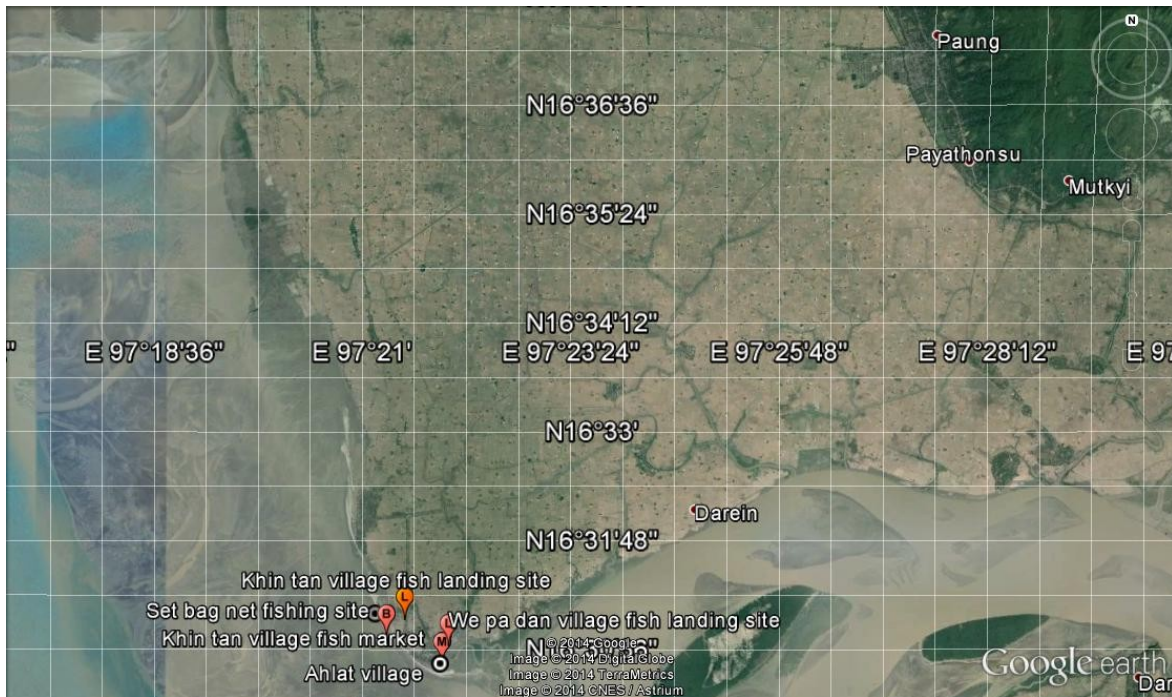 N
Paung
N16°36'36"
Payathonsu
Mutkyi
N16°35'24"
N16°34'12"
E 97°18'36" E 97°21' E 97°23'24" E 97°25'48" E 97°28'12" E 97
N16°33'
Darein
N16°31'48"
Khin tan village fish landing site
L
Set bag net fishing site
B
We pa dan village fish landing site
Khin tan village fish market
M
Ahlat village
© 2014 Google
Image © 2014 DigitalGlobe
Image © 2014 TerraMetrics
Image © 2014 CNES / Astrium
Google earth
Dar